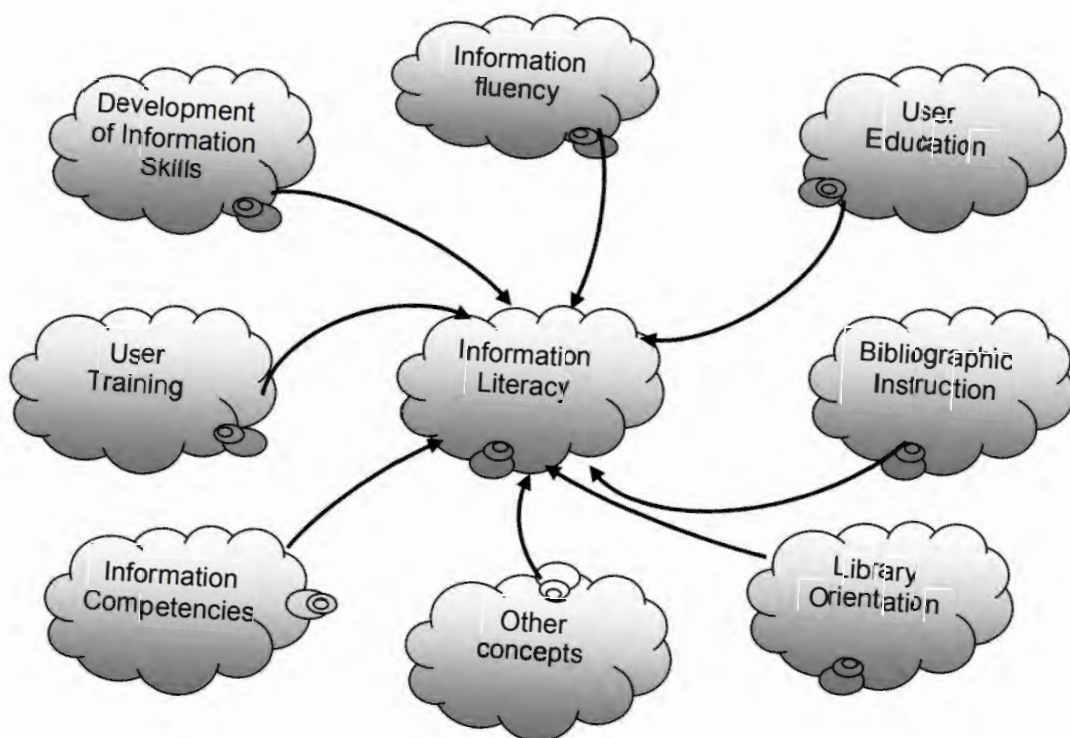 Information
fluency
Development
of Information
Skills
User
Education
User
Training
Information
Literacy
Bibliographic
Instruction
Information
Competencies
Other
concepts
Library
Orientation